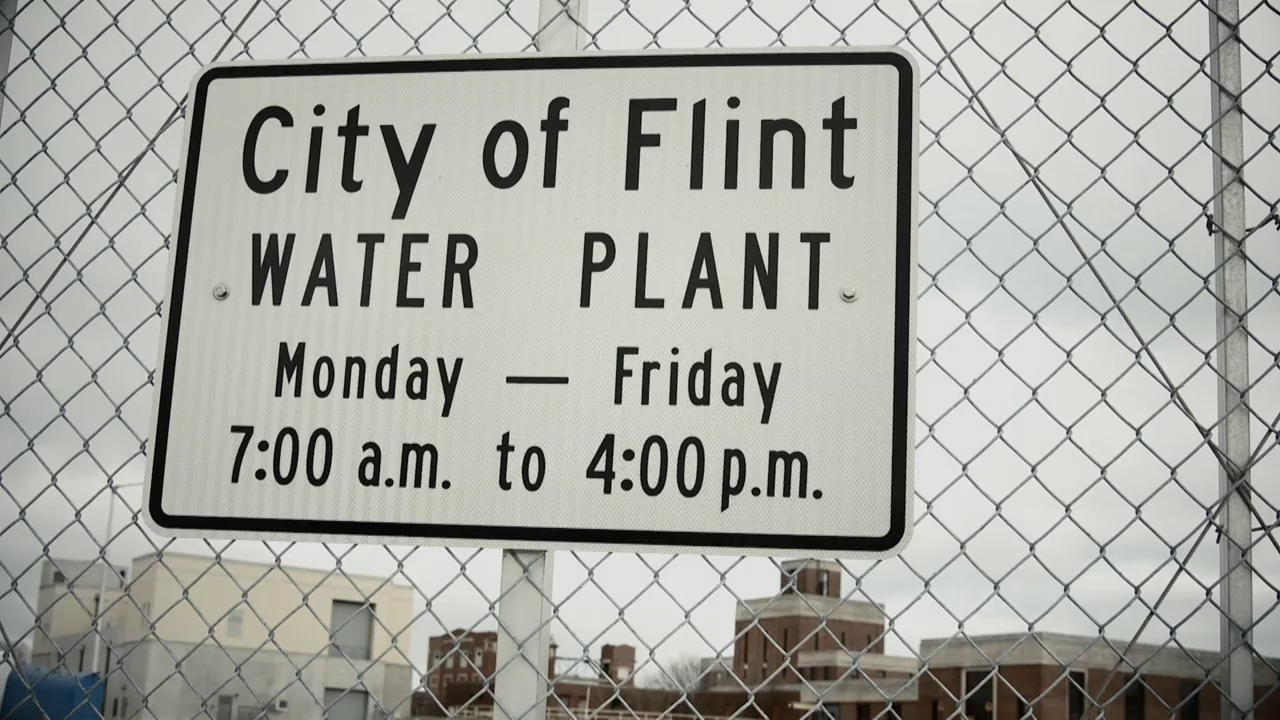 City of Flint
WATER PLANT
Monday — Friday
7:00 a.m. to 4:00 p.m.